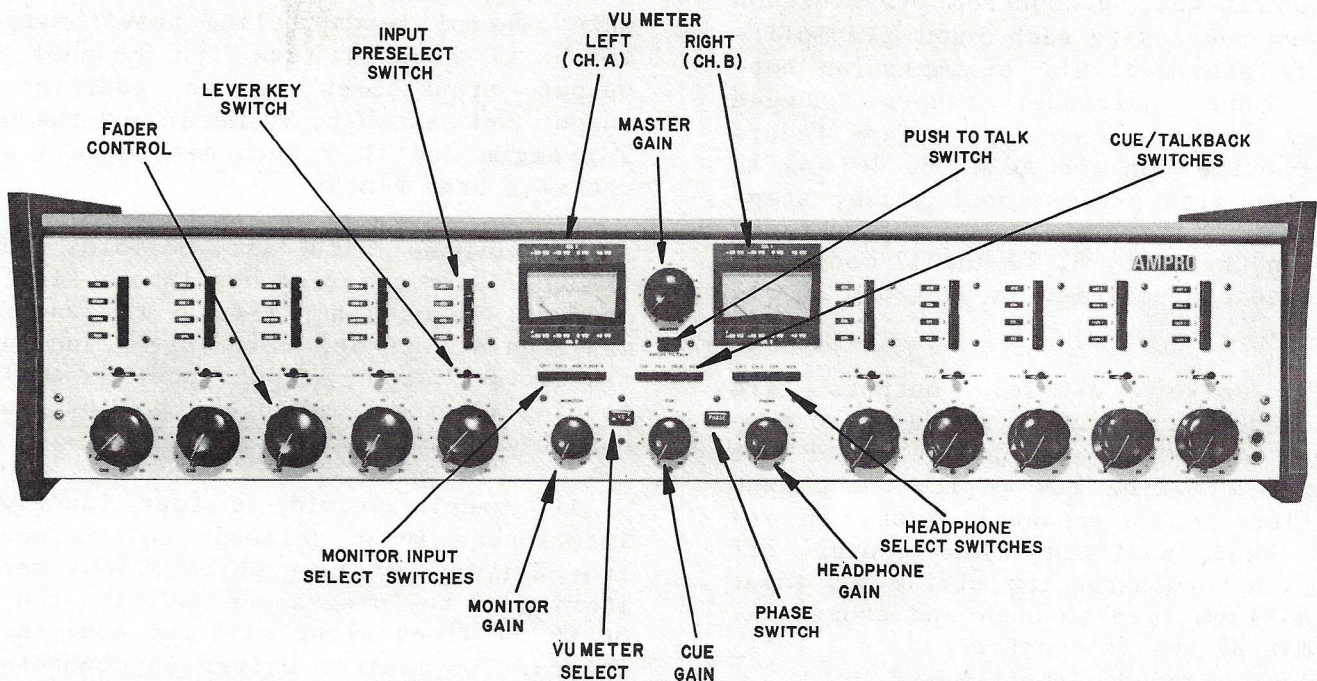 VU METER
LEFT
(CH. A)
RIGHT
(CH. B)
INPUT
PRESELECT
SWITCH
LEVER KEY
SWITCH
FADER
CONTROL
MASTER
GAIN
PUSH TO TALK
SWITCH
CUE/TALKBACK
SWITCHES
AMPRO
PHASE
MONITOR INPUT
SELECT SWITCHES
MONITOR
GAIN
VU METER
SELECT
CUE
GAIN
PHASE
SWITCH
HEADPHONE
GAIN
HEADPHONE
SELECT SWITCHES